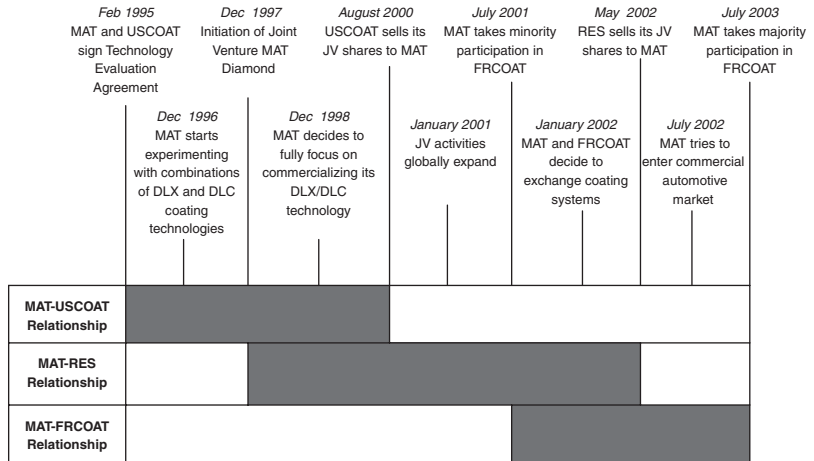 Feb 1995
MAT and USCOAT
sign Technology
Evaluation
Agreement
Dec 1997
Initiation of Joint
Venture MAT
Diamond
August 2000
USCOAT sells its
JV shares to MAT
July 2001
MAT takes minority
participation in
FRCOAT
May 2002
RES sells its JV
shares to MAT
July 2003
MAT takes majority
participation in
FRCOAT
Dec 1996
MAT starts
experimenting
with combinations
of DLX and DLC
coating
technologies
Dec 1998
MAT decides to
fully focus on
commercializing its
DLX/DLC
technology
January 2001
JV activities
globally expand
January 2002
MAT and FRCOAT
decide to
exchange coating
systems
July 2002
MAT tries to
enter commercial
automotive
market
MAT-USCOAT
Relationship
MAT-RES
Relationship
MAT-FRCOAT
Relationship